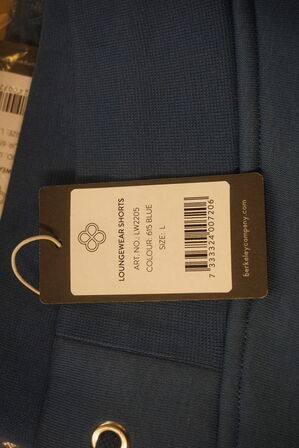 LOUNGEWEAR SHORTS
ART. NO.: LW2205
COLOUR: 615 BLUE
SIZE: L
7 333324 007206
berkeleycompany.com